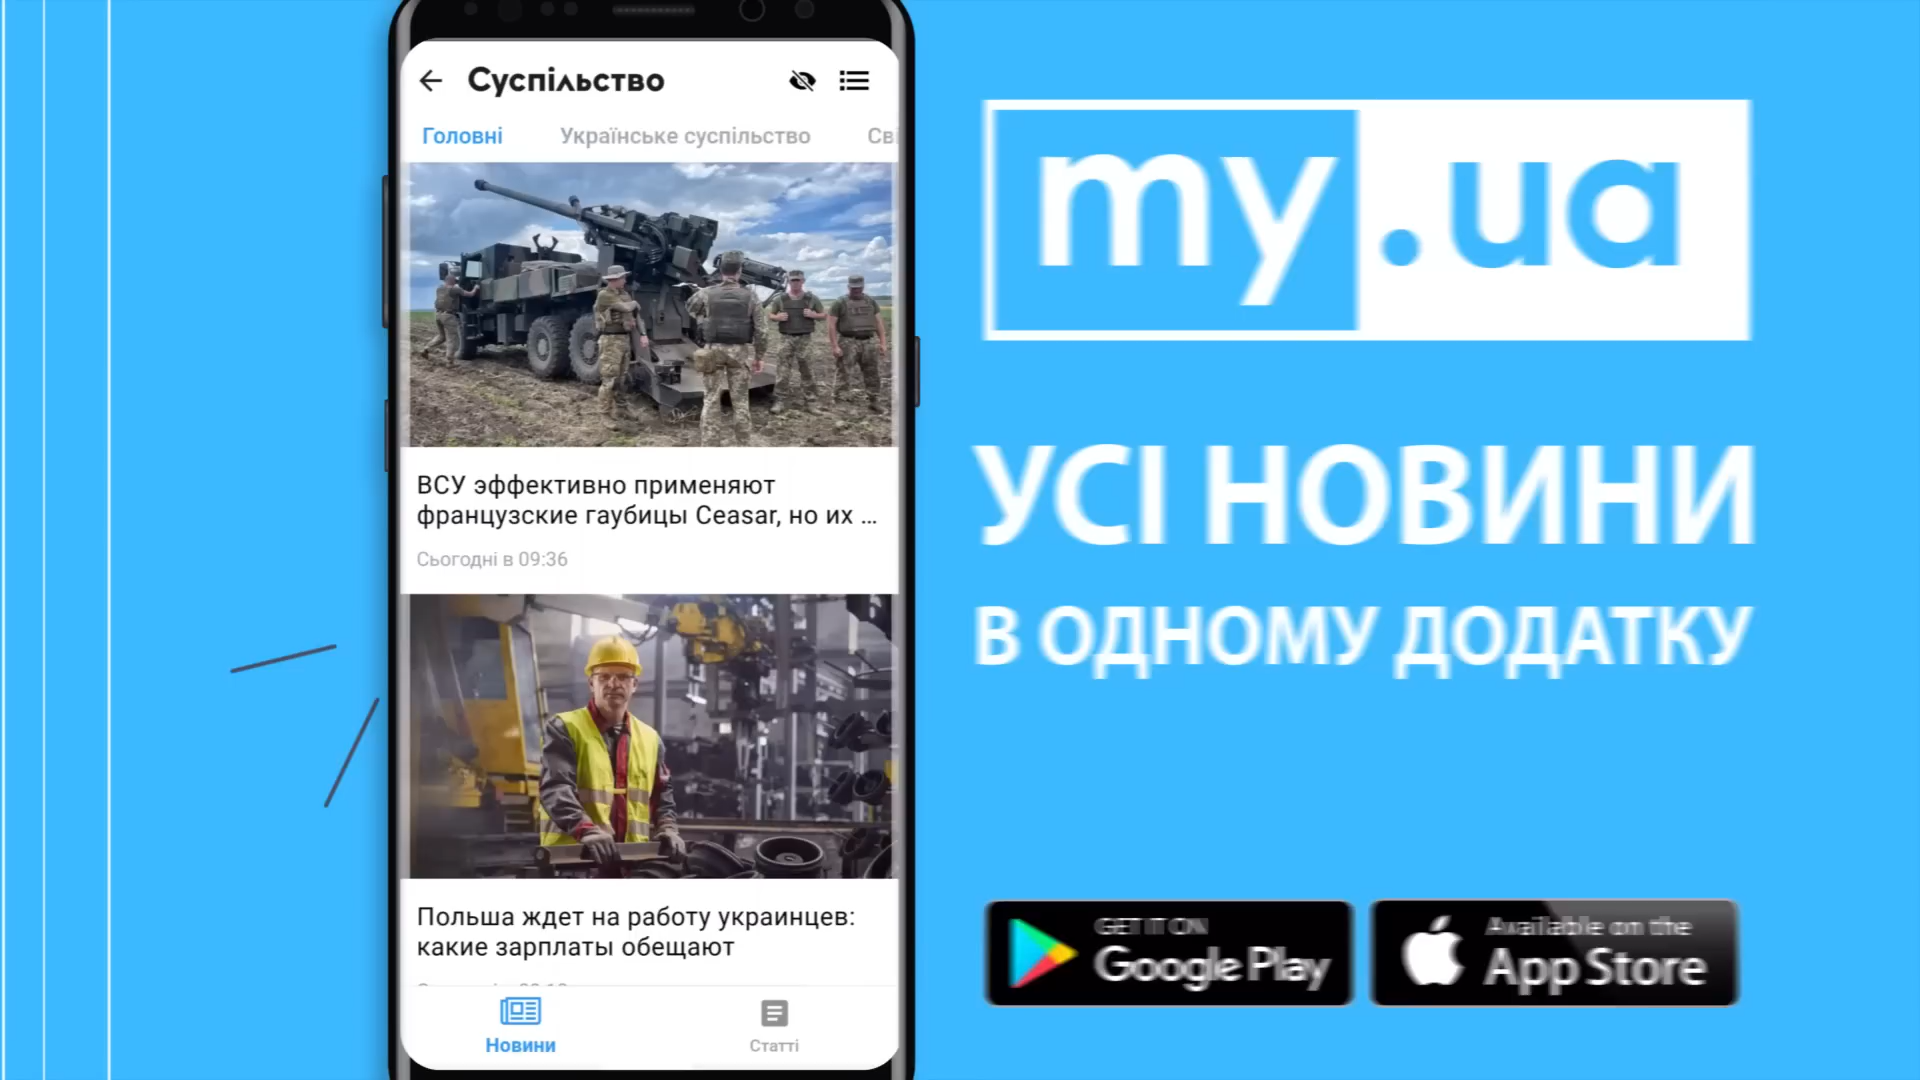 Суспільство
Головні Українське суспільство Сві
ВСУ эффективно применяют
французские гаубицы Ceasar, но их ...
Сьогодні в 09:36
Польша ждет на работу украинцев:
какие зарплаты обещают
Новини Статті
my.ua
УСІ НОВИНИ
В ОДНОМУ ДОДАТКУ
GET IT ON
Google Play
Available on the
App Store